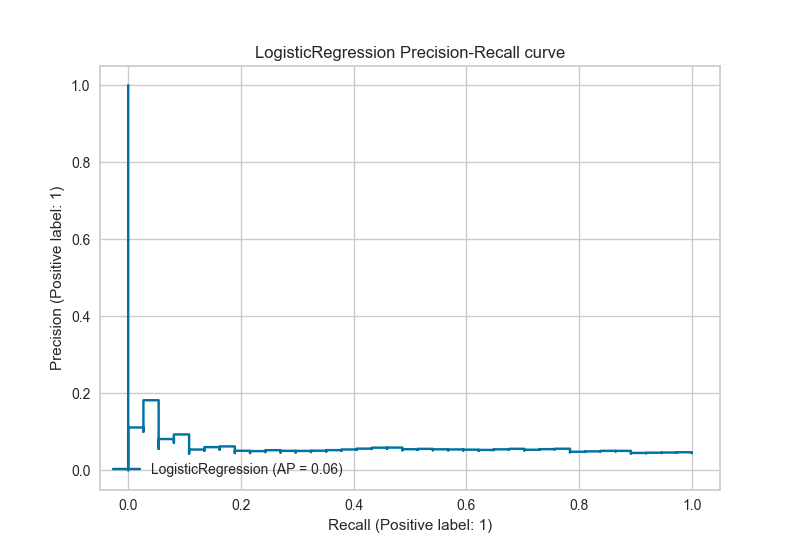 LogisticRegression Precision-Recall curve
1.0
0.8
0.6
0.4
0.2
0.0
Precision (Positive label: 1)
LogisticRegression (AP = 0.06)
0.0 0.2 0.4 0.6 0.8 1.0
Recall (Positive label: 1)